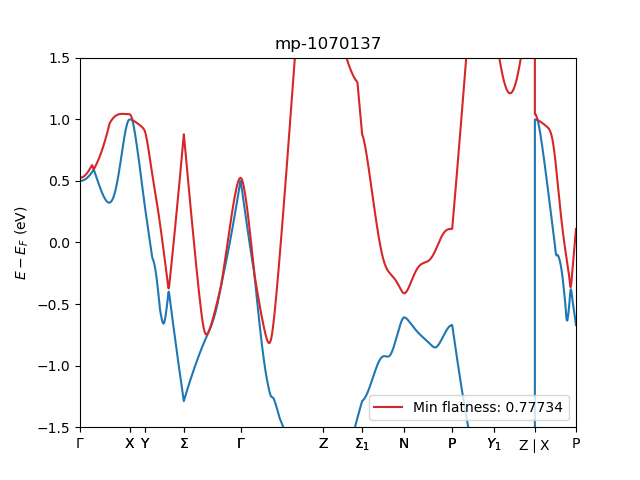 mp-1070137
1.5
1.0
0.5
0.0
−0.5
−1.0
−1.5
E − E_F (eV)
Min flatness: 0.77734
Γ X Y Σ Γ Z Σ₁ N P Y₁ Z | X P